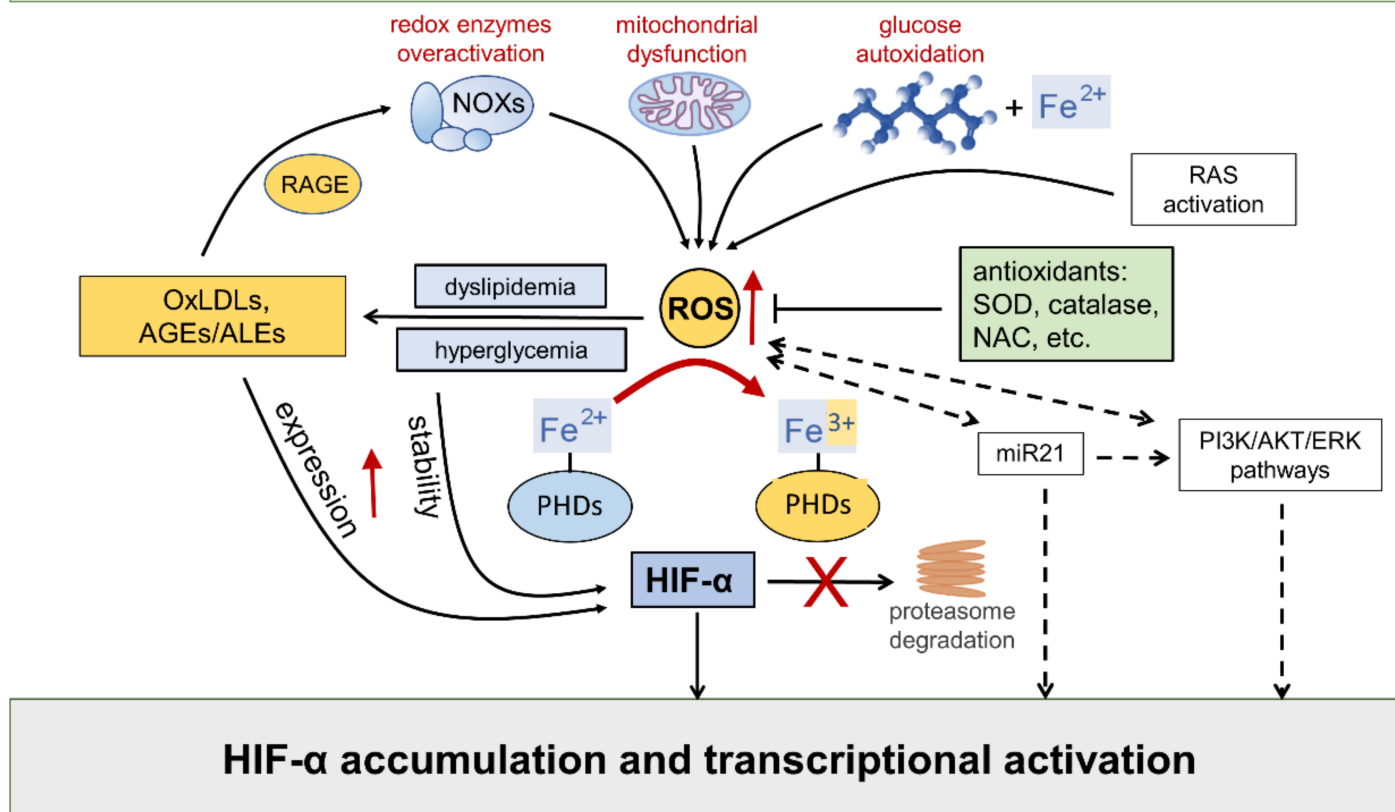 redox enzymes
overactivation
mitochondrial
dysfunction
glucose
autoxidation
NOXs
+ Fe2+
RAGE
RAS
activation
OxLDLs,
AGEs/ALEs
dyslipidemia
hyperglycemia
ROS
antioxidants:
SOD, catalase,
NAC, etc.
expression
stability
Fe2+
Fe3+
PHDs
PHDs
miR21
PI3K/AKT/ERK
pathways
HIF-α
X
proteasome
degradation
HIF-α accumulation and transcriptional activation